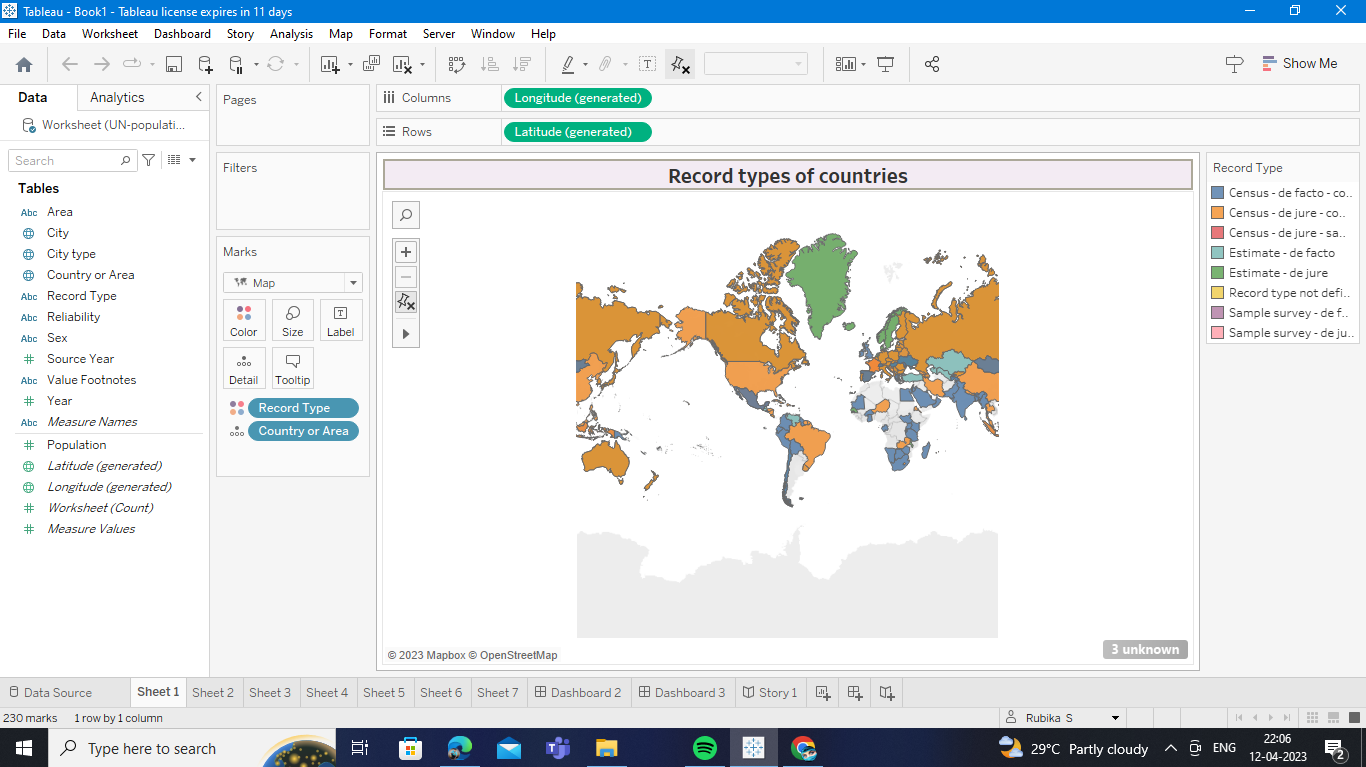 Tableau - Book1 - Tableau license expires in 11 days
File Data Worksheet Dashboard Story Analysis Map Format Server Window Help
Show Me
Data Analytics
Worksheet (UN-populati...
Search
Tables
Abc Area
City
City type
Country or Area
Abc Record Type
Abc Reliability
Abc Sex
Source Year
Value Footnotes
Year
Abc Measure Names
Population
Latitude (generated)
Longitude (generated)
Worksheet (Count)
Measure Values
Pages
Filters
Marks
Map
Color Size Label
Detail Tooltip
Record Type
Country or Area
Columns Longitude (generated)
Rows Latitude (generated)
Record types of countries
© 2023 Mapbox © OpenStreetMap
3 unknown
Record Type
Census - de facto - co..
Census - de jure - co..
Census - de jure - sa..
Estimate - de facto
Estimate - de jure
Record type not defi..
Sample survey - de f..
Sample survey - de ju..
Data Source Sheet 1 Sheet 2 Sheet 3 Sheet 4 Sheet 5 Sheet 6 Sheet 7 Dashboard 2 Dashboard 3 Story 1
230 marks 1 row by 1 column Rubika S
Type here to search 29°C Partly cloudy ENG 22:06
12-04-2023 2